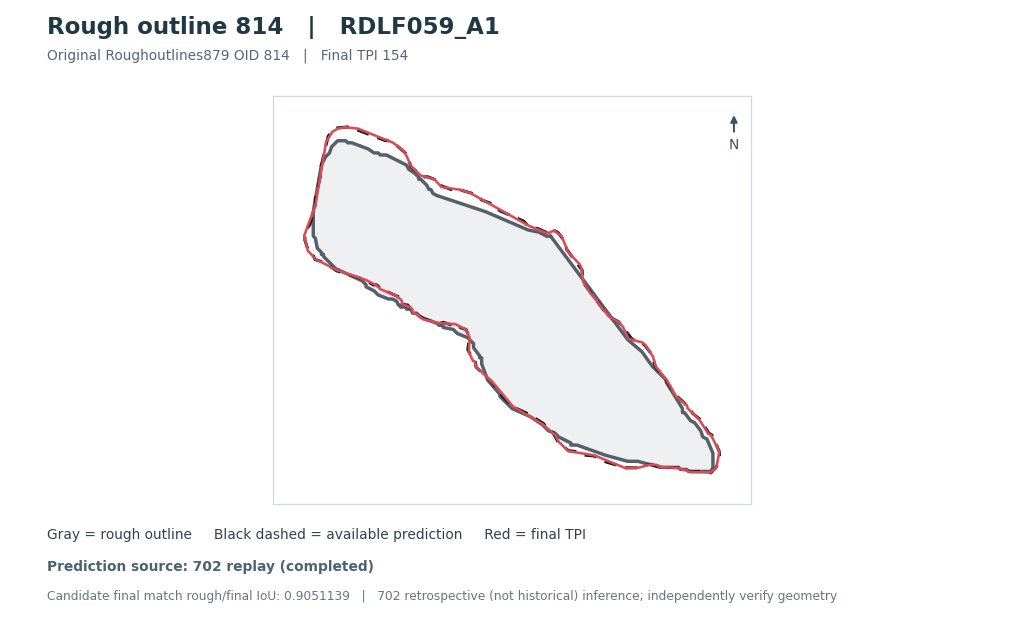 Rough outline 814   |   RDLF059_A1
Original Roughoutlines879 OID 814   |   Final TPI 154
N
Gray = rough outline     Black dashed = available prediction     Red = final TPI
Prediction source: 702 replay (completed)
Candidate final match rough/final IoU: 0.9051139   |   702 retrospective (not historical) inference; independently verify geometry